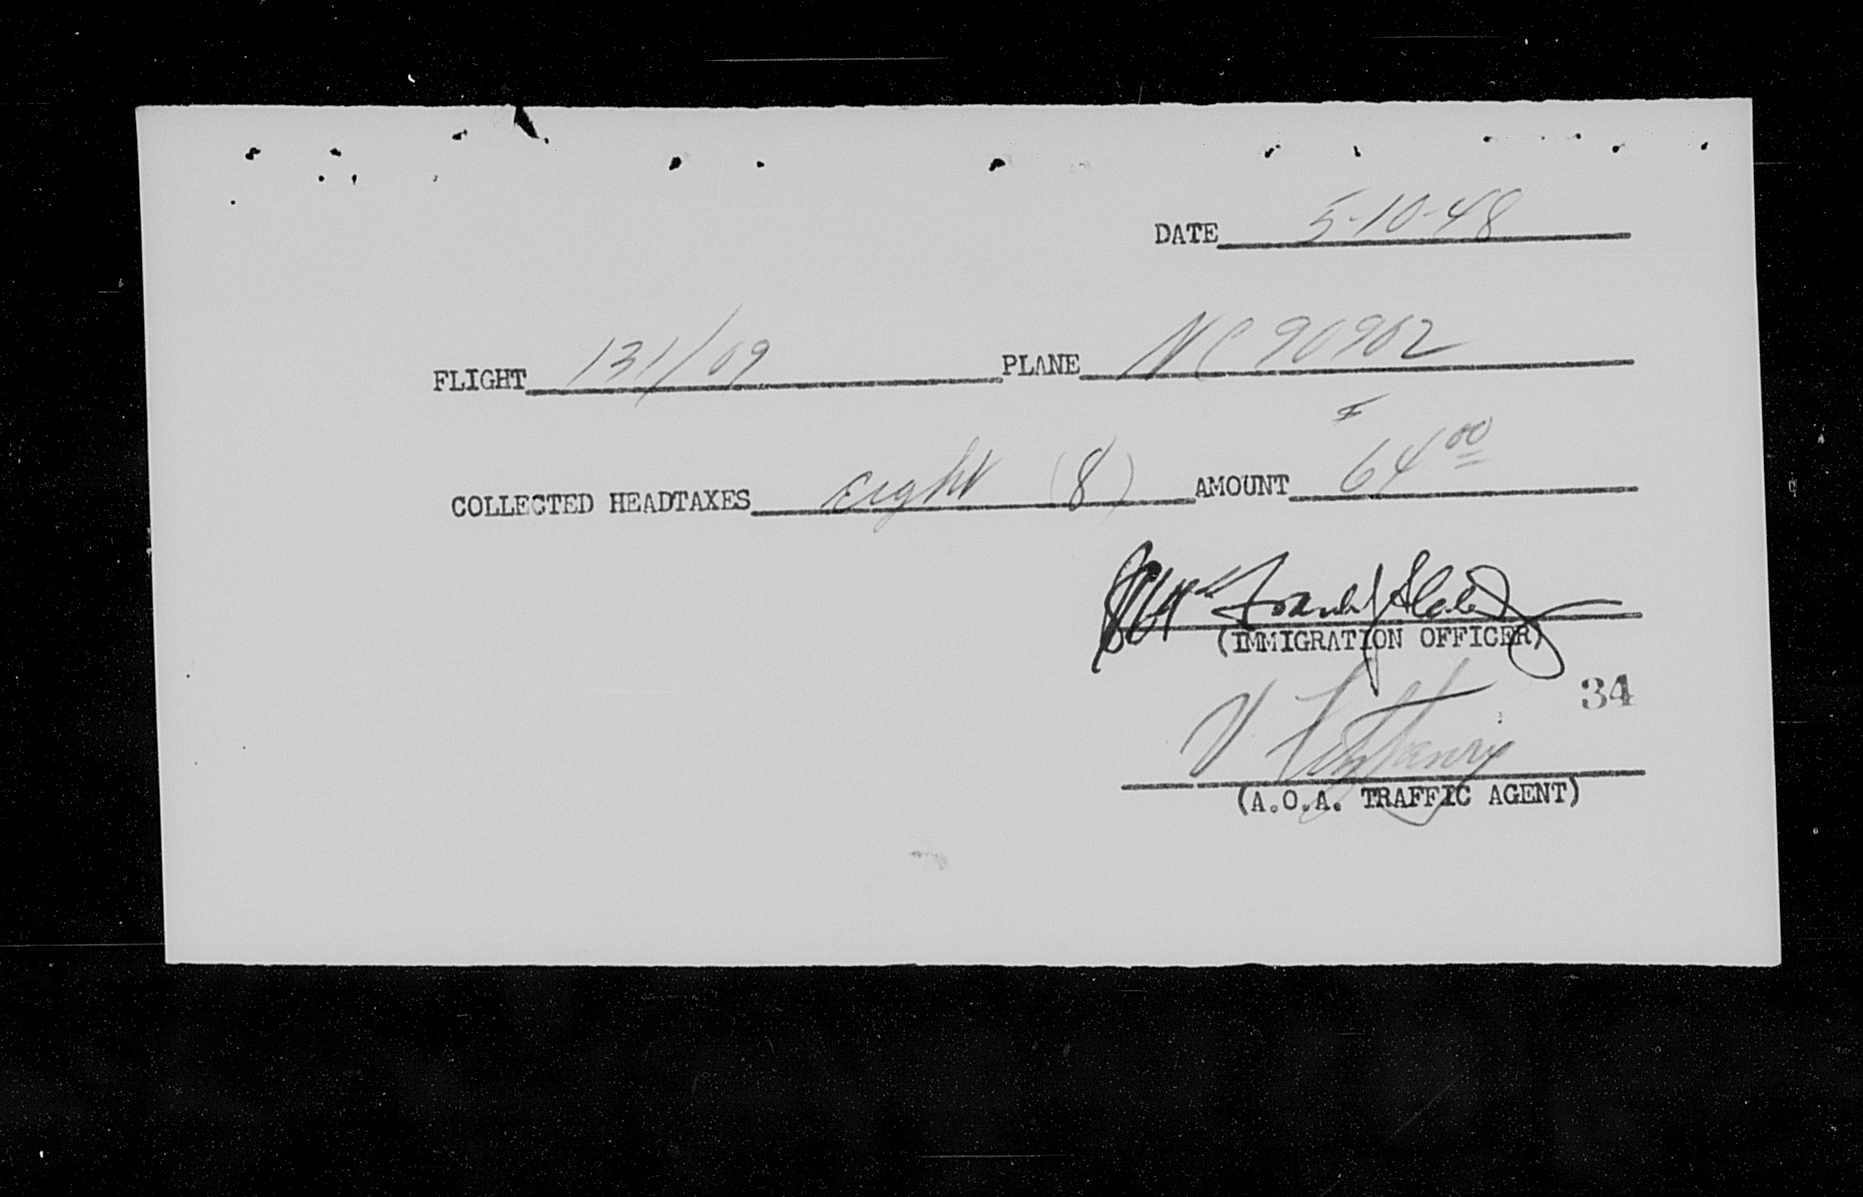 DATE 5-10-48
FLIGHT 131/09 PLANE NC 90902
COLLECTED HEADTAXES eight (8) AMOUNT $64.00
(IMMIGRATION OFFICER)
34
V
(A.O.A. TRAFFIC AGENT)